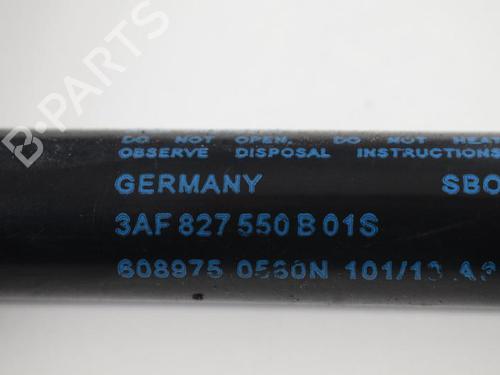 B-PARTS
DO NOT OPEN, DO NOT HEAT
OBSERVE DISPOSAL INSTRUCTIONS
GERMANY SBO
3AF 827 550 B 01S
608975 0560N 101/13